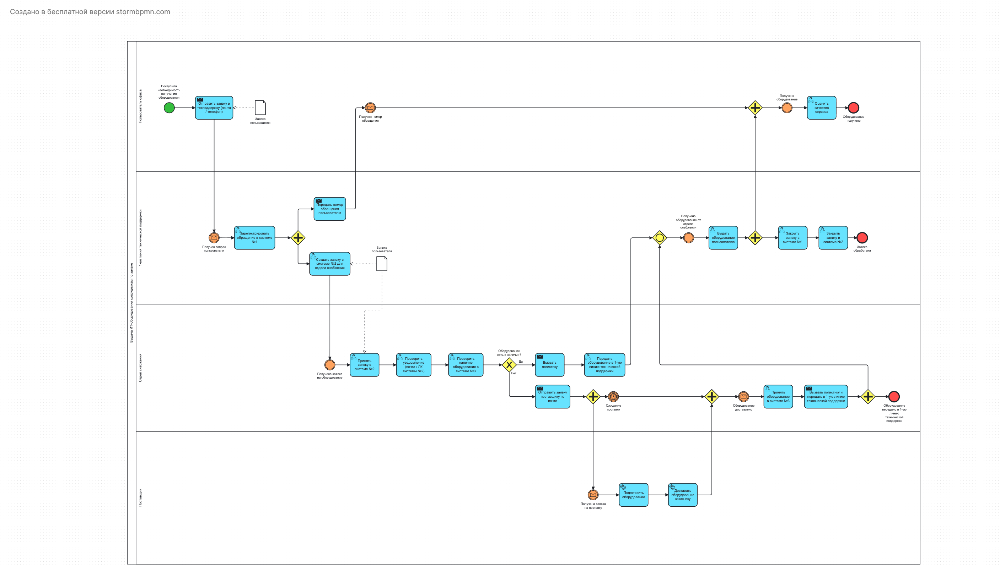 Создано в бесплатной версии stormbpmn.com
Выдача ИТ-оборудования сотрудникам по заявке
Пользователь офиса
Поступила
необходимость
получения
оборудования
Отправить заявку в
техподдержку (почта
/ телефон)
Заявка
пользователя
Получен номер
обращения
Получено
оборудование
Оценить
качество
сервиса
Оборудование
получено
1-ая линия технической поддержки
Получен запрос
пользователя
Зарегистрировать
обращение в системе
№1
Передать номер
обращения
пользователю
Создать заявку в
системе №2 для
отдела снабжения
Заявка
пользователя
Получено
оборудование от
отдела
снабжения
Выдать
оборудование
пользователю
Закрыть
заявку в
системе №1
Закрыть
заявку в
системе №2
Заявка
обработана
Отдел снабжения
Получена заявка
на оборудование
Принять
заявку в
системе №2
Проверить
уведомление
(почта / ЛК
системы №2)
Проверить
наличие
оборудования в
системе №3
Оборудование
есть в наличии?
Да
Нет
Вызвать
логистику
Передать
оборудование в 1-ую
линию технической
поддержки
Отправить заявку
поставщику по
почте
Ожидание
поставки
Оборудование
доставлено
Принять
оборудование
в системе №3
Вызвать логистику и
передать в 1-ую линию
техноческой поддержки
Оборудование
передано в 1-ую
линию
технической
поддержки
Поставщик
Получена заявка
на поставку
Подготовить
оборудование
Доставить
оборудование
заказчику